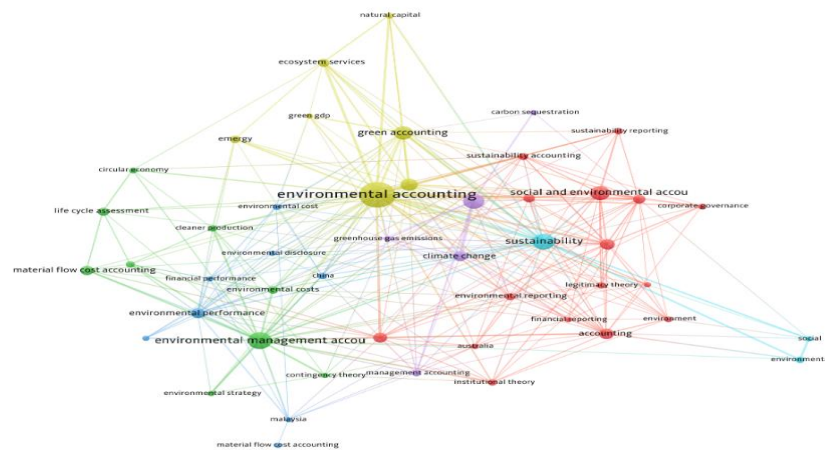 natural capital
ecosystem services
carbon sequestration
green gdp
green accounting
sustainability reporting
emergy
sustainability accounting
circular economy
environmental accounting
social and environmental accou
environmental cost
corporate governance
life cycle assessment
cleaner production
greenhouse gas emissions
sustainability
environmental disclosure
climate change
material flow cost accounting
financial performance
china
legitimacy theory
environmental costs
environmental reporting
environmental performance
financial reporting
environment
accounting
environmental management accou
social
australia
environment
contingency theory
management accounting
institutional theory
environmental strategy
malaysia
material flow cost accounting